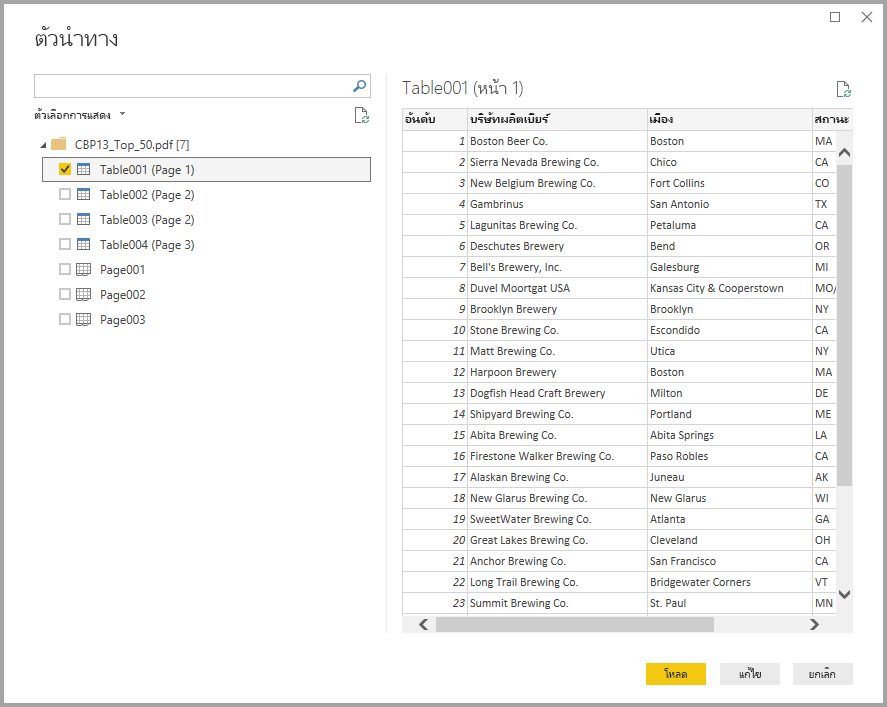 ตัวนำทาง
ตัวเลือกการแสดง
CBP13_Top_50.pdf [7]
Table001 (Page 1)
Table002 (Page 2)
Table003 (Page 2)
Table004 (Page 3)
Page001
Page002
Page003
Table001 (หน้า 1)
อันดับ บริษัทผลิตเบียร์ เมือง สถานะ
1 Boston Beer Co. Boston MA
2 Sierra Nevada Brewing Co. Chico CA
3 New Belgium Brewing Co. Fort Collins CO
4 Gambrinus San Antonio TX
5 Lagunitas Brewing Co. Petaluma CA
6 Deschutes Brewery Bend OR
7 Bell's Brewery, Inc. Galesburg MI
8 Duvel Moortgat USA Kansas City & Cooperstown MO/
9 Brooklyn Brewery Brooklyn NY
10 Stone Brewing Co. Escondido CA
11 Matt Brewing Co. Utica NY
12 Harpoon Brewery Boston MA
13 Dogfish Head Craft Brewery Milton DE
14 Shipyard Brewing Co. Portland ME
15 Abita Brewing Co. Abita Springs LA
16 Firestone Walker Brewing Co. Paso Robles CA
17 Alaskan Brewing Co. Juneau AK
18 New Glarus Brewing Co. New Glarus WI
19 SweetWater Brewing Co. Atlanta GA
20 Great Lakes Brewing Co. Cleveland OH
21 Anchor Brewing Co. San Francisco CA
22 Long Trail Brewing Co. Bridgewater Corners VT
23 Summit Brewing Co. St. Paul MN
โหลด แก้ไข ยกเลิก